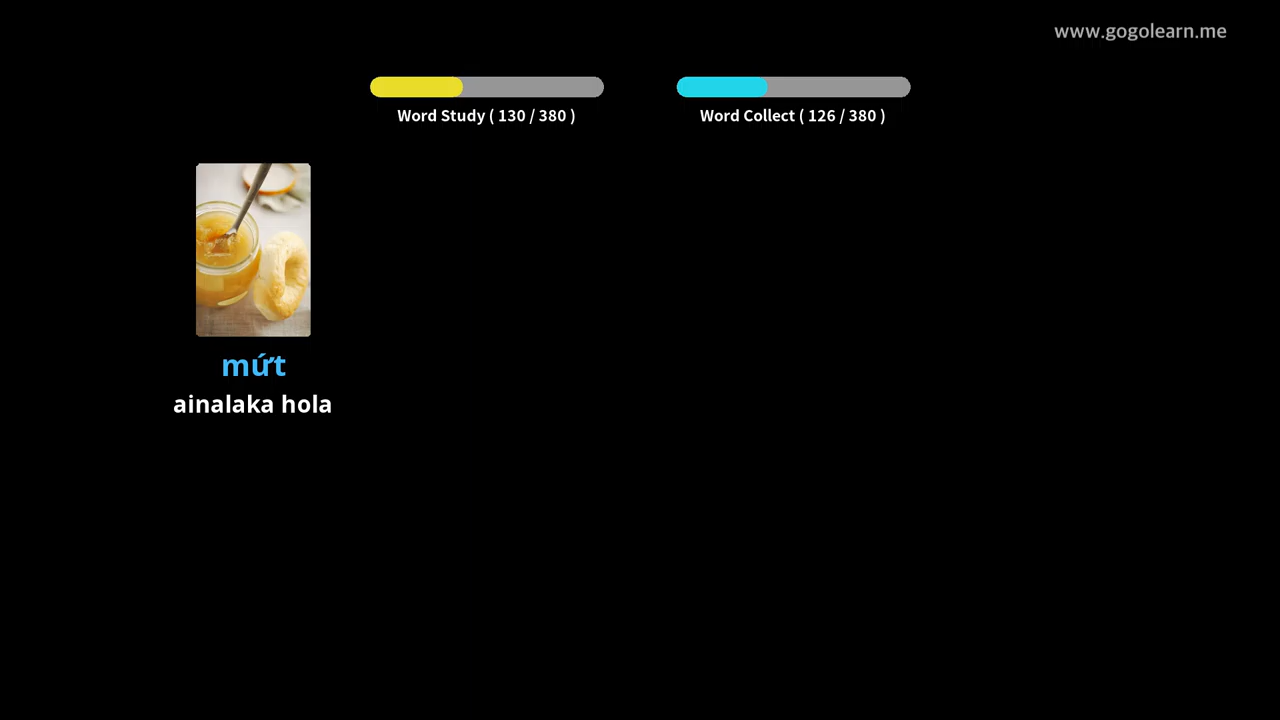 www.gogolearn.me
Word Study ( 130 / 380 )
Word Collect ( 126 / 380 )
mứt
ainalaka hola